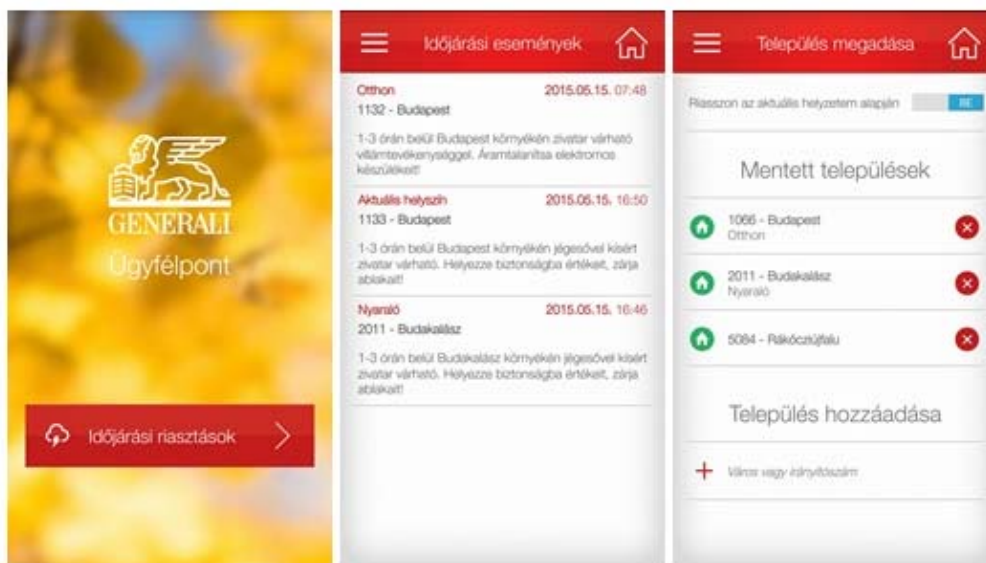 GENERALI
Ügyfélpont
Időjárási riasztások
Időjárási események
Otthon 2015.05.15. 07:48
1132 - Budapest
1-3 órán belül Budapest környékén zivatar várható
villámtevékenységgel. Áramtalanítsa elektromos
készülékeit!
Aktuális helyszín 2015.05.15. 16:50
1133 - Budapest
1-3 órán belül Budapest környékén jégesővel kísért
zivatar várható. Helyezze biztonságba értékeit, zárja
ablakait!
Nyaraló 2015.05.15. 16:46
2011 - Budakalász
1-3 órán belül Budakalász környékén jégesővel kísért
zivatar várható. Helyezze biztonságba értékeit, zárja
ablakait!
Település megadása
Riasszon az aktuális helyzetem alapján BE
Mentett települések
1066 - Budapest
Otthon
2011 - Budakalász
Nyaraló
5084 - Rákócziújfalu
Település hozzáadása
Város vagy irányítószám